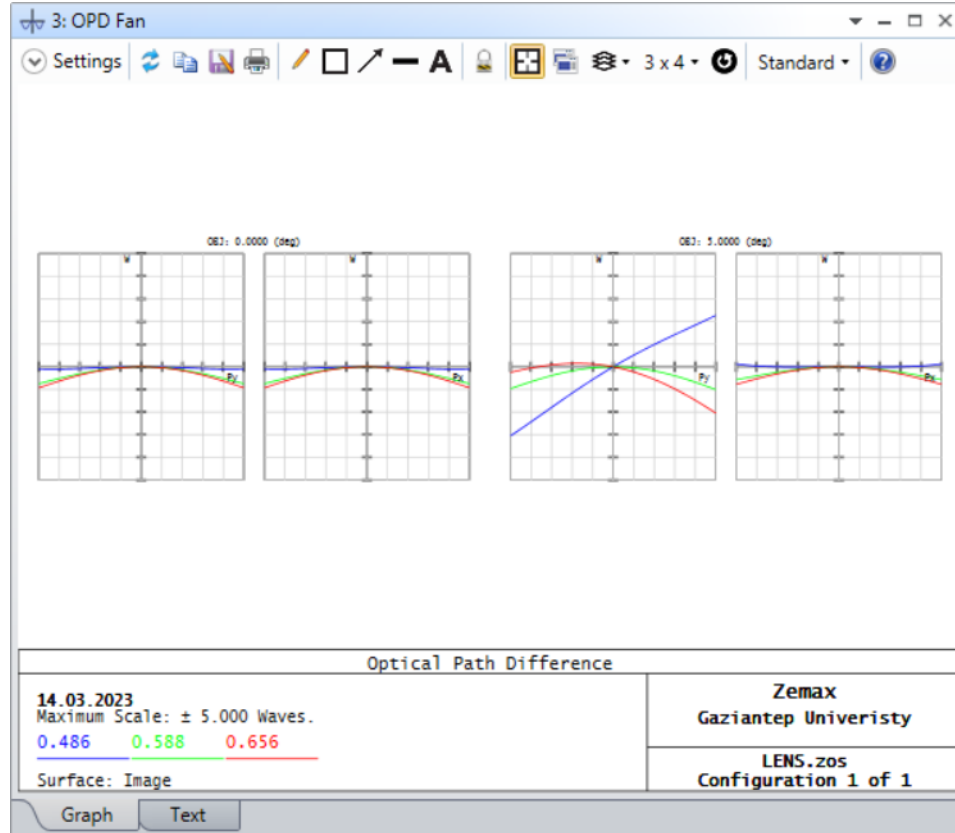 3: OPD Fan
Settings A 3 x 4 Standard ?
OBJ: 0.0000 (deg) OBJ: 5.0000 (deg)
W W W W
Py Px Py Px
Optical Path Difference
14.03.2023
Maximum Scale: ± 5.000 Waves.
0.486 0.588 0.656
Surface: Image
Zemax
Gaziantep Univeristy
LENS.zos
Configuration 1 of 1
Graph Text